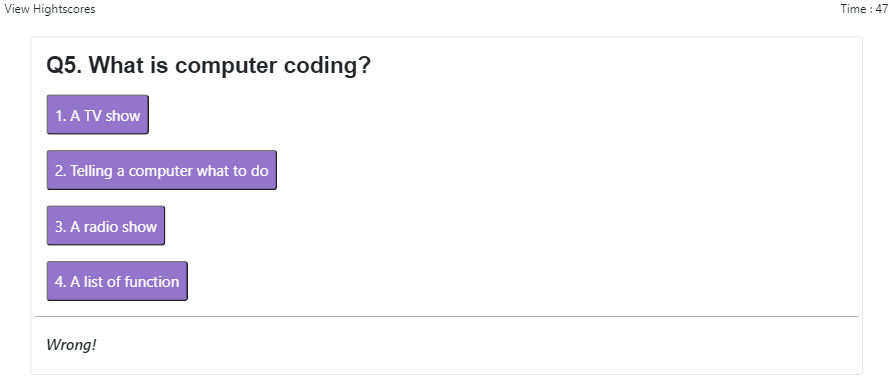 View Hightscores
Time : 47
Q5. What is computer coding?
1. A TV show
2. Telling a computer what to do
3. A radio show
4. A list of function
Wrong!